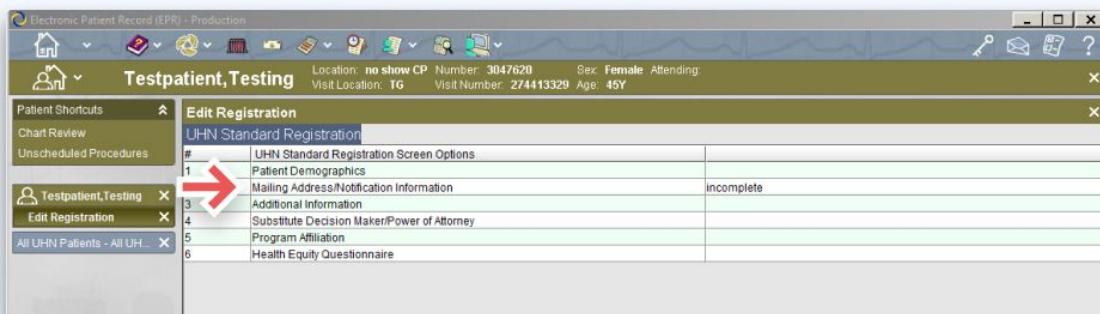 Electronic Patient Record (EPR) - Production
Testpatient,Testing Location: no show CP Number: 3047620 Sex: Female Attending:
Visit Location: TG Visit Number: 274413329 Age: 45Y
Patient Shortcuts
Chart Review
Unscheduled Procedures
Testpatient,Testing
Edit Registration
All UHN Patients - All UH...
Edit Registration
UHN Standard Registration
# UHN Standard Registration Screen Options
1 Patient Demographics
Mailing Address/Notification Information incomplete
3 Additional Information
4 Substitute Decision Maker/Power of Attorney
5 Program Affiliation
6 Health Equity Questionnaire